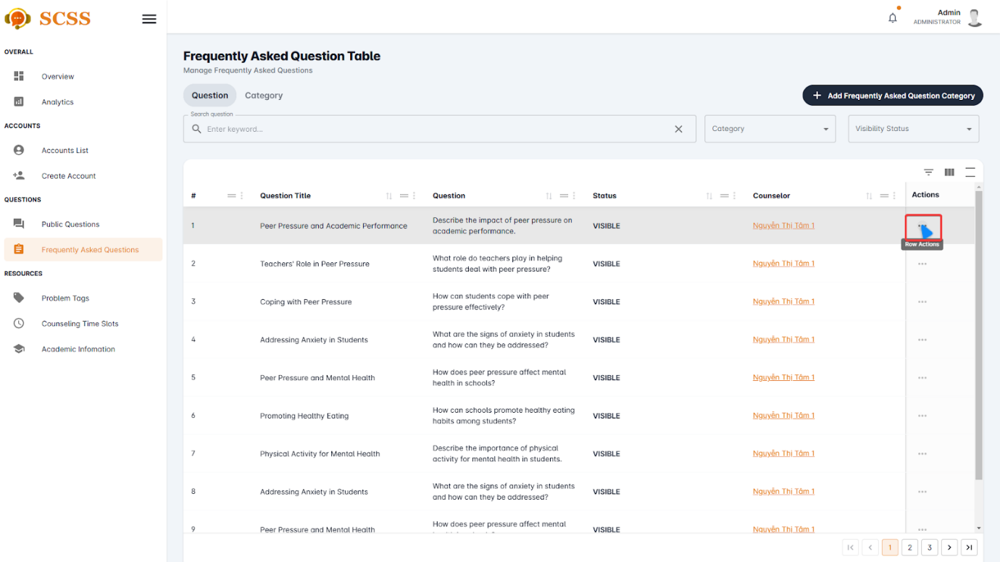 SCSS
Admin
ADMINISTRATOR
OVERALL
Overview
Analytics
ACCOUNTS
Accounts List
Create Account
QUESTIONS
Public Questions
Frequently Asked Questions
RESOURCES
Problem Tags
Counseling Time Slots
Academic Infomation
Frequently Asked Question Table
Manage Frequently Asked Questions
Question Category
+ Add Frequently Asked Question Category
Search question
Enter keyword...
Category
Visibility Status
# Question Title Question Status Counselor Actions
1 Peer Pressure and Academic Performance Describe the impact of peer pressure on
academic performance. VISIBLE Nguyễn Thị Tâm 1
Row Actions
2 Teachers' Role in Peer Pressure What role do teachers play in helping
students deal with peer pressure? VISIBLE Nguyễn Thị Tâm 1
3 Coping with Peer Pressure How can students cope with peer
pressure effectively? VISIBLE Nguyễn Thị Tâm 1
4 Addressing Anxiety in Students What are the signs of anxiety in students
and how can they be addressed? VISIBLE Nguyễn Thị Tâm 1
5 Peer Pressure and Mental Health How does peer pressure affect mental
health in schools? VISIBLE Nguyễn Thị Tâm 1
6 Promoting Healthy Eating How can schools promote healthy eating
habits among students? VISIBLE Nguyễn Thị Tâm 1
7 Physical Activity for Mental Health Describe the importance of physical
activity for mental health in students. VISIBLE Nguyễn Thị Tâm 1
8 Addressing Anxiety in Students What are the signs of anxiety in students
and how can they be addressed? VISIBLE Nguyễn Thị Tâm 1
9 Peer Pressure and Mental Health How does peer pressure affect mental
VISIBLE Nguyễn Thị Tâm 1
1 2 3